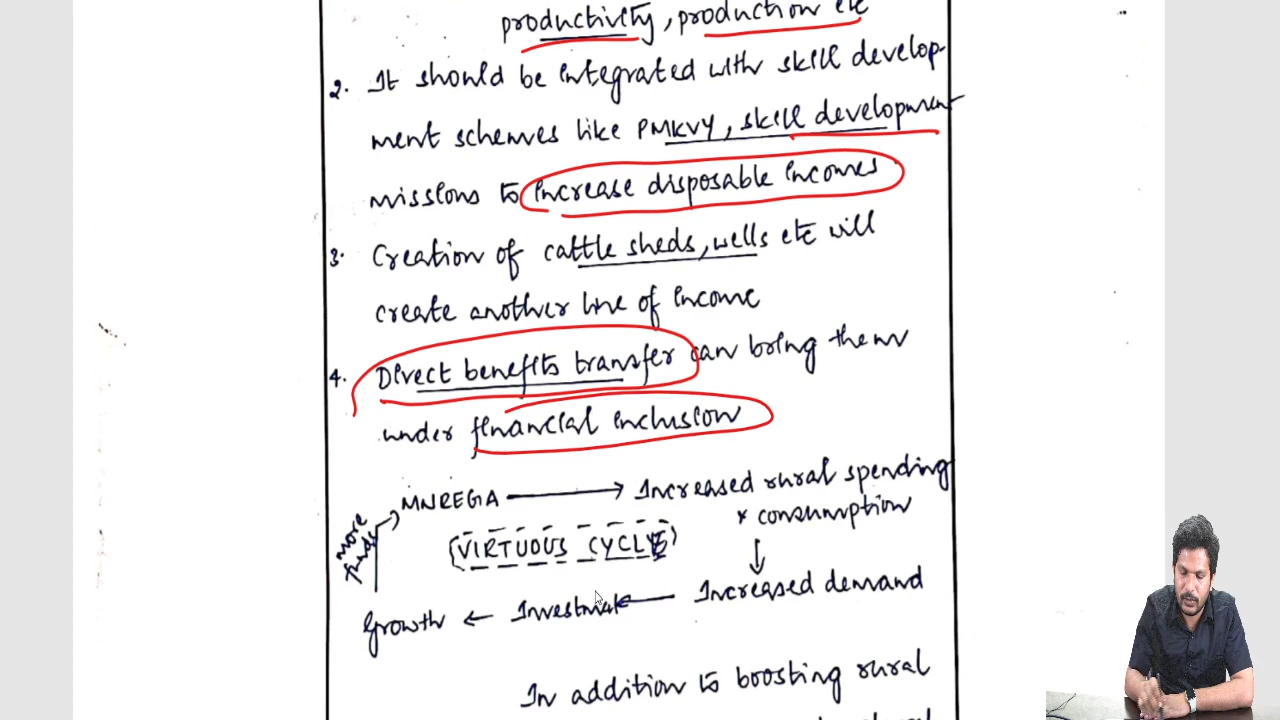 productivity, production etc
2. It should be integrated with skill develop-
ment schemes like PMKVY, skill development
missions to increase disposable incomes
3. Creation of cattle sheds, wells etc will
create another line of income
4. Direct benefits transfer can bring them
under financial inclusion
MNREGA → Increased rural spending
* consumption
more funds
(VIRTUOUS CYCLE)
Growth ← Investment ← Increased demand
In addition to boosting rural